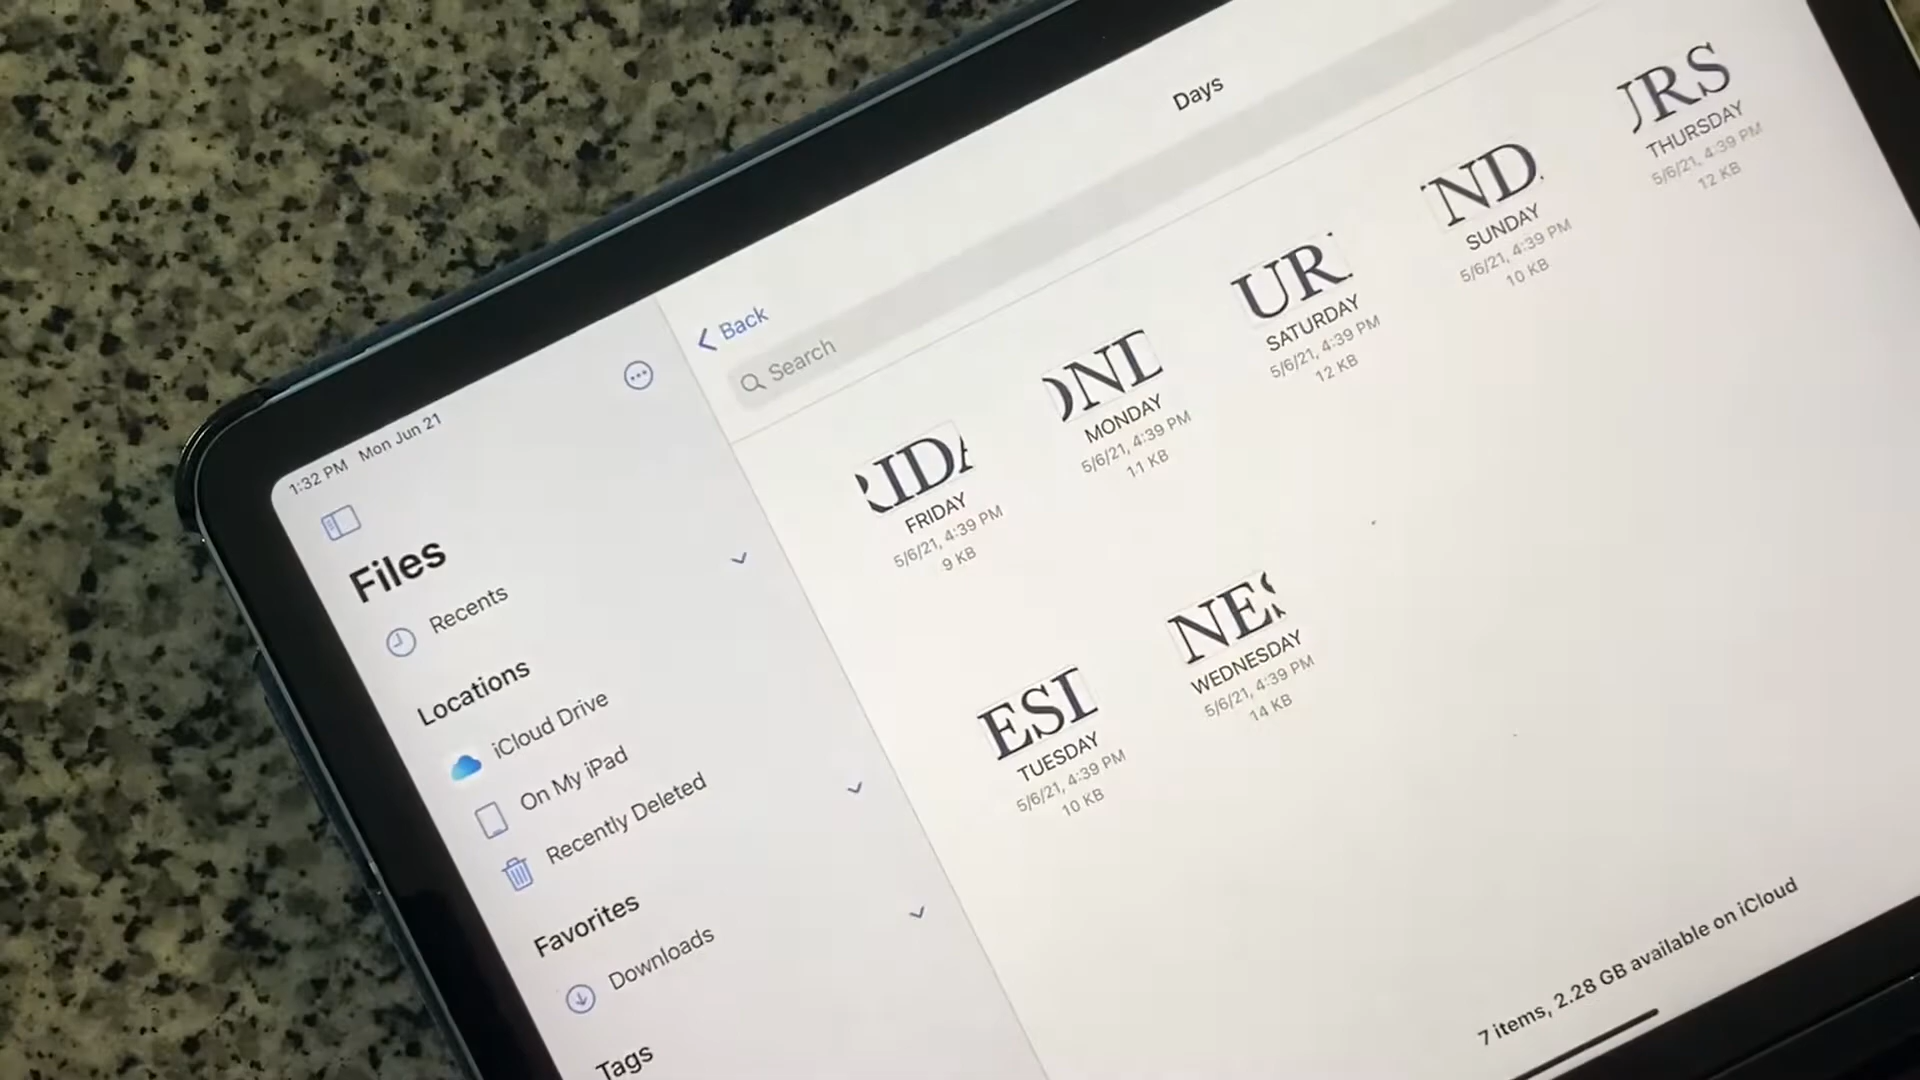 1:32 PM Mon Jun 21
Files
Recents
Locations
iCloud Drive
On My iPad
Recently Deleted
Favorites
Downloads
Tags
Days
Back
Search
RIDA
FRIDAY
5/6/21, 4:39 PM
9 KB
OND
MONDAY
5/6/21, 4:39 PM
11 KB
UR
SATURDAY
5/6/21, 4:39 PM
12 KB
ND
SUNDAY
5/6/21, 4:39 PM
10 KB
URS
THURSDAY
5/6/21, 4:39 PM
12 KB
ESD
TUESDAY
5/6/21, 4:39 PM
10 KB
NES
WEDNESDAY
5/6/21, 4:39 PM
14 KB
7 items, 2.28 GB available on iCloud